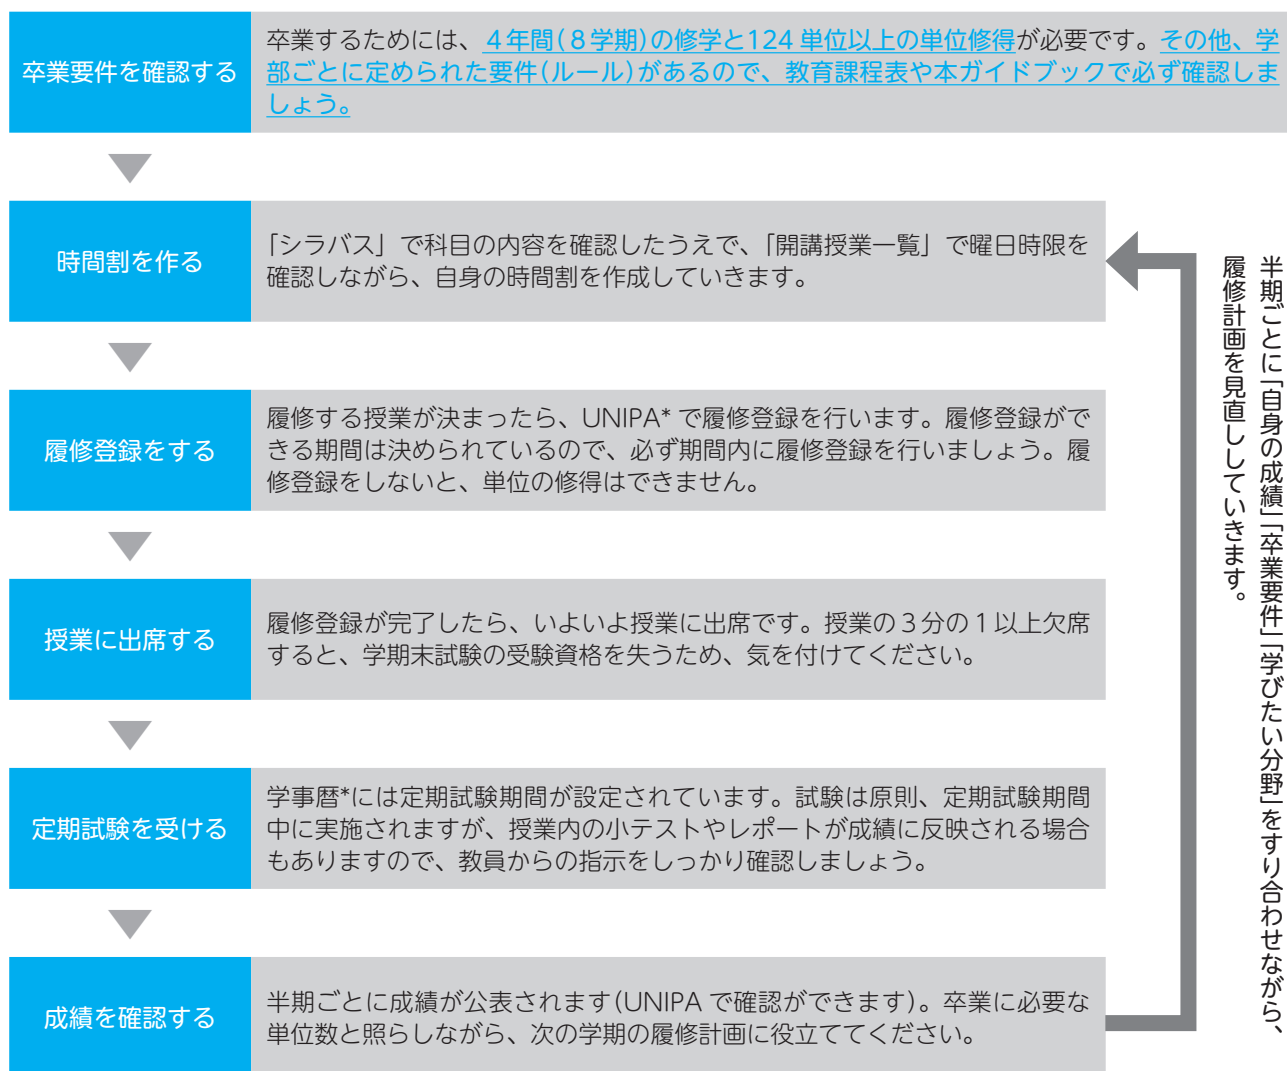 卒業要件を確認する
卒業するためには、４年間(８学期)の修学と124 単位以上の単位修得が必要です。その他、学
部ごとに定められた要件(ルール)があるので、教育課程表や本ガイドブックで必ず確認しま
しょう。
時間割を作る
「シラバス」で科目の内容を確認したうえで、「開講授業一覧」で曜日時限を
確認しながら、自身の時間割を作成していきます。
履修登録をする
履修する授業が決まったら、UNIPA* で履修登録を行います。履修登録がで
きる期間は決められているので、必ず期間内に履修登録を行いましょう。履
修登録をしないと、単位の修得はできません。
授業に出席する
履修登録が完了したら、いよいよ授業に出席です。授業の３分の１以上欠席
すると、学期末試験の受験資格を失うため、気を付けてください。
定期試験を受ける
学事暦*には定期試験期間が設定されています。試験は原則、定期試験期間
中に実施されますが、授業内の小テストやレポートが成績に反映される場合
もありますので、教員からの指示をしっかり確認しましょう。
成績を確認する
半期ごとに成績が公表されます(UNIPA で確認ができます)。卒業に必要な
単位数と照らしながら、次の学期の履修計画に役立ててください。
半期ごとに「自身の成績」「卒業要件」「学びたい分野」をすり合わせながら、
履修計画を見直ししていきます。